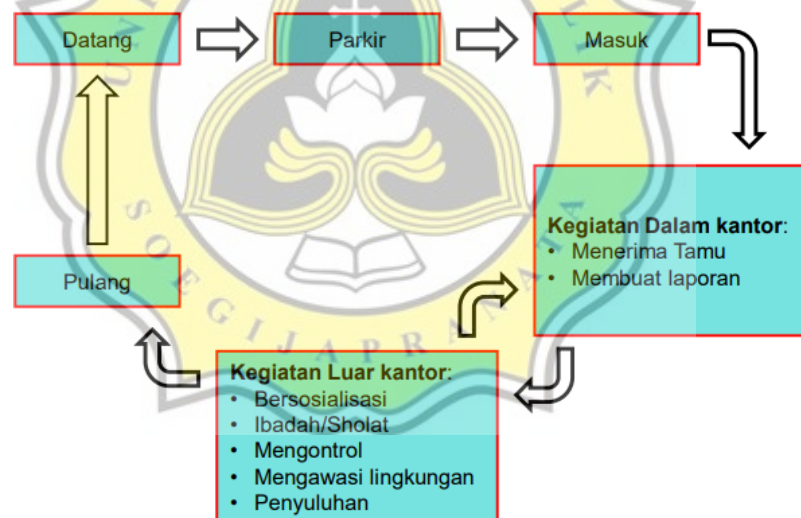 Datang
Parkir
Masuk
Kegiatan Dalam kantor:
• Menerima Tamu
• Membuat laporan
Pulang
Kegiatan Luar kantor:
• Bersosialisasi
• Ibadah/Sholat
• Mengontrol
• Mengawasi lingkungan
• Penyuluhan
SOEGIJAPRANATA